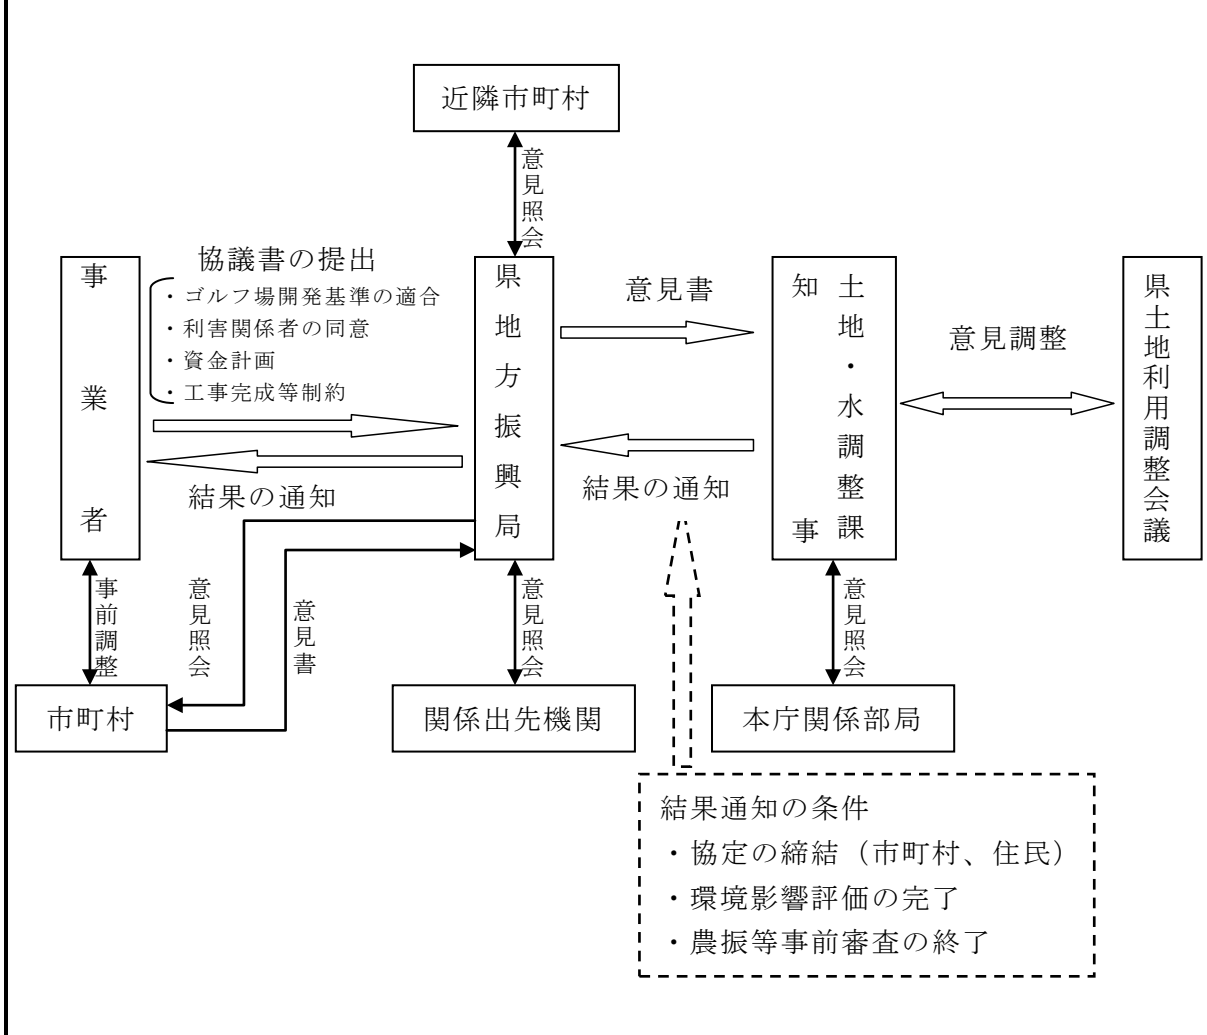 近隣市町村
意見照会
協議書の提出
・ゴルフ場開発基準の適合
・利害関係者の同意
・資金計画
・工事完成等制約
事業者
県地方振興局
意見書
土地・水調整課
知事
意見調整
県土地利用調整会議
結果の通知
結果の通知
事前調整
意見照会
意見書
意見照会
意見照会
市町村
関係出先機関
本庁関係部局
結果通知の条件
・協定の締結（市町村、住民）
・環境影響評価の完了
・農振等事前審査の終了